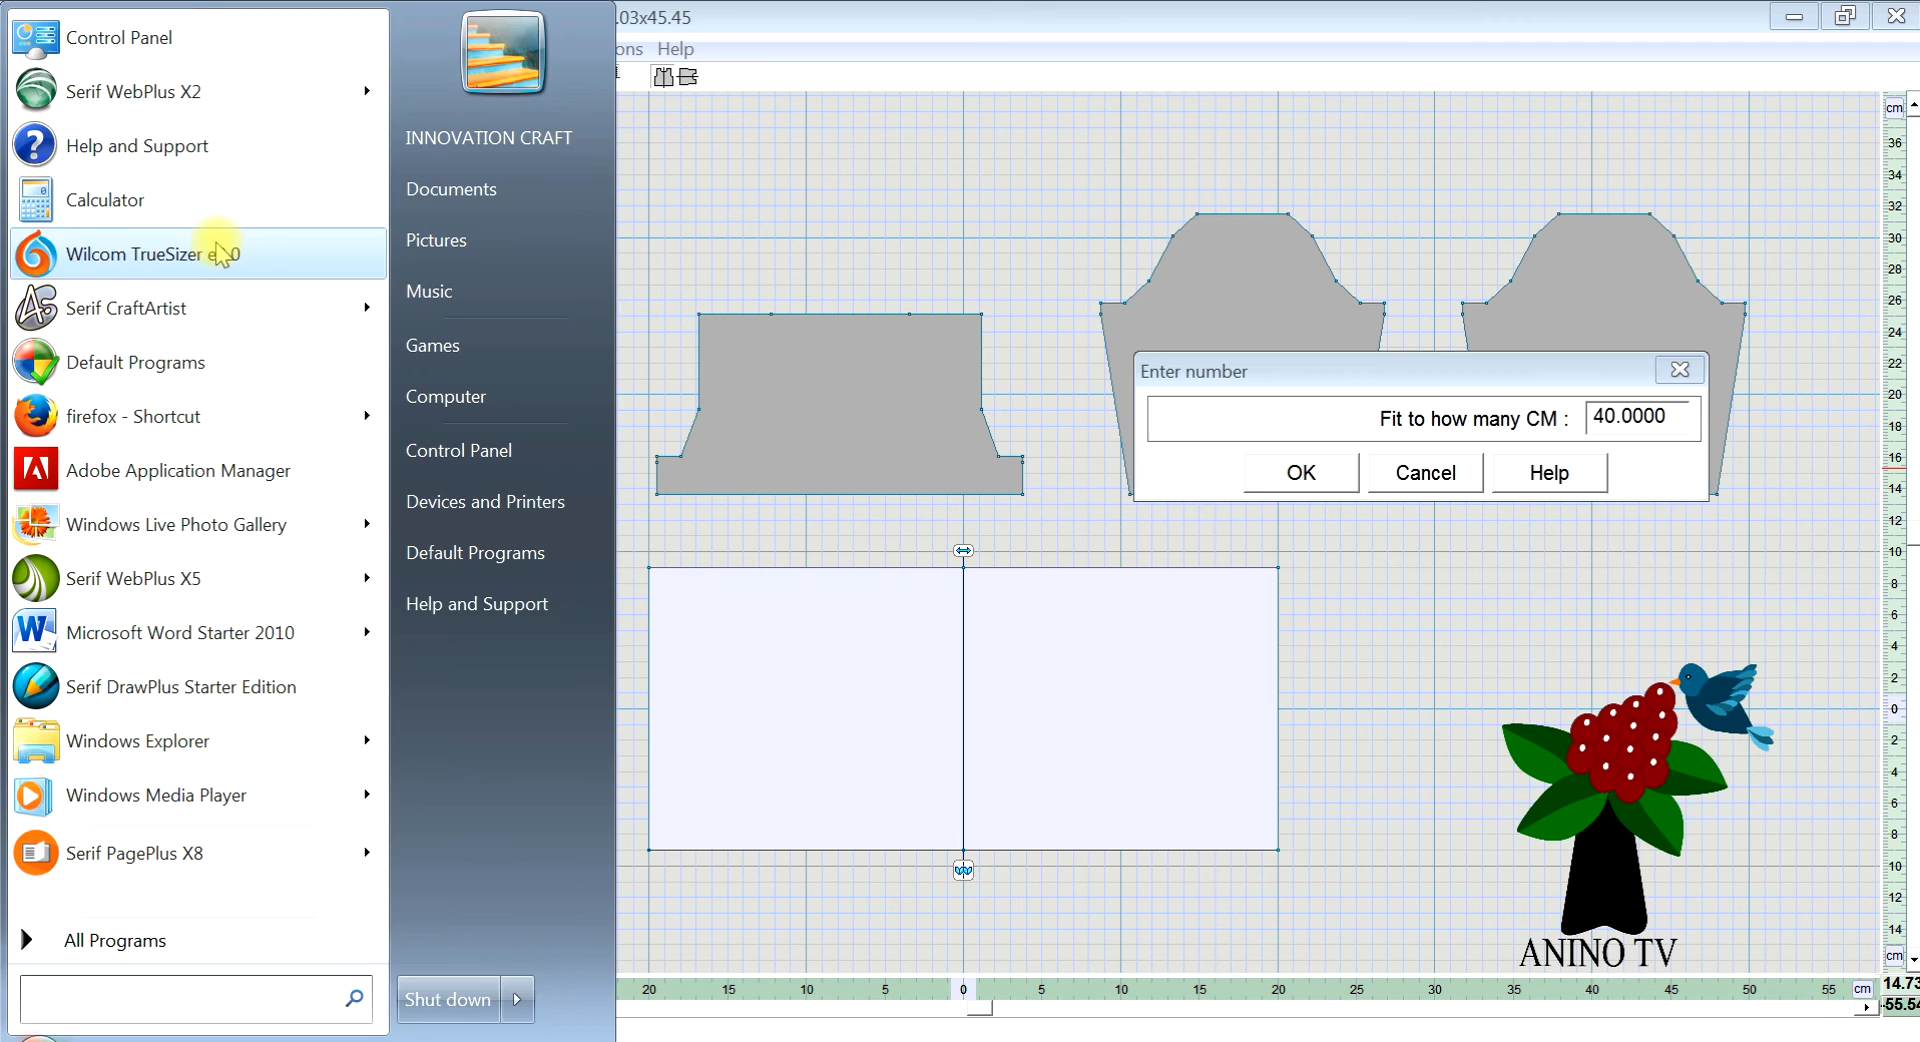 Control Panel
Serif WebPlus X2
Help and Support
Calculator
Wilcom TrueSizer e 0
Serif CraftArtist
Default Programs
firefox - Shortcut
Adobe Application Manager
Windows Live Photo Gallery
Serif WebPlus X5
Microsoft Word Starter 2010
Serif DrawPlus Starter Edition
Windows Explorer
Windows Media Player
Serif PagePlus X8
All Programs
INNOVATION CRAFT
Documents
Pictures
Music
Games
Computer
Control Panel
Devices and Printers
Default Programs
Help and Support
Shut down
.03x45.45
ons Help
Enter number
Fit to how many CM : 40.0000
OK Cancel Help
ANINO TV
cm
36
34
32
30
28
26
24
22
20
18
16
14
12
10
8
6
4
2
0
2
4
6
8
10
12
14
cm
20 15 10 5 0 5 10 15 20 25 30 35 40 45 50 55 cm
14.73
-55.54